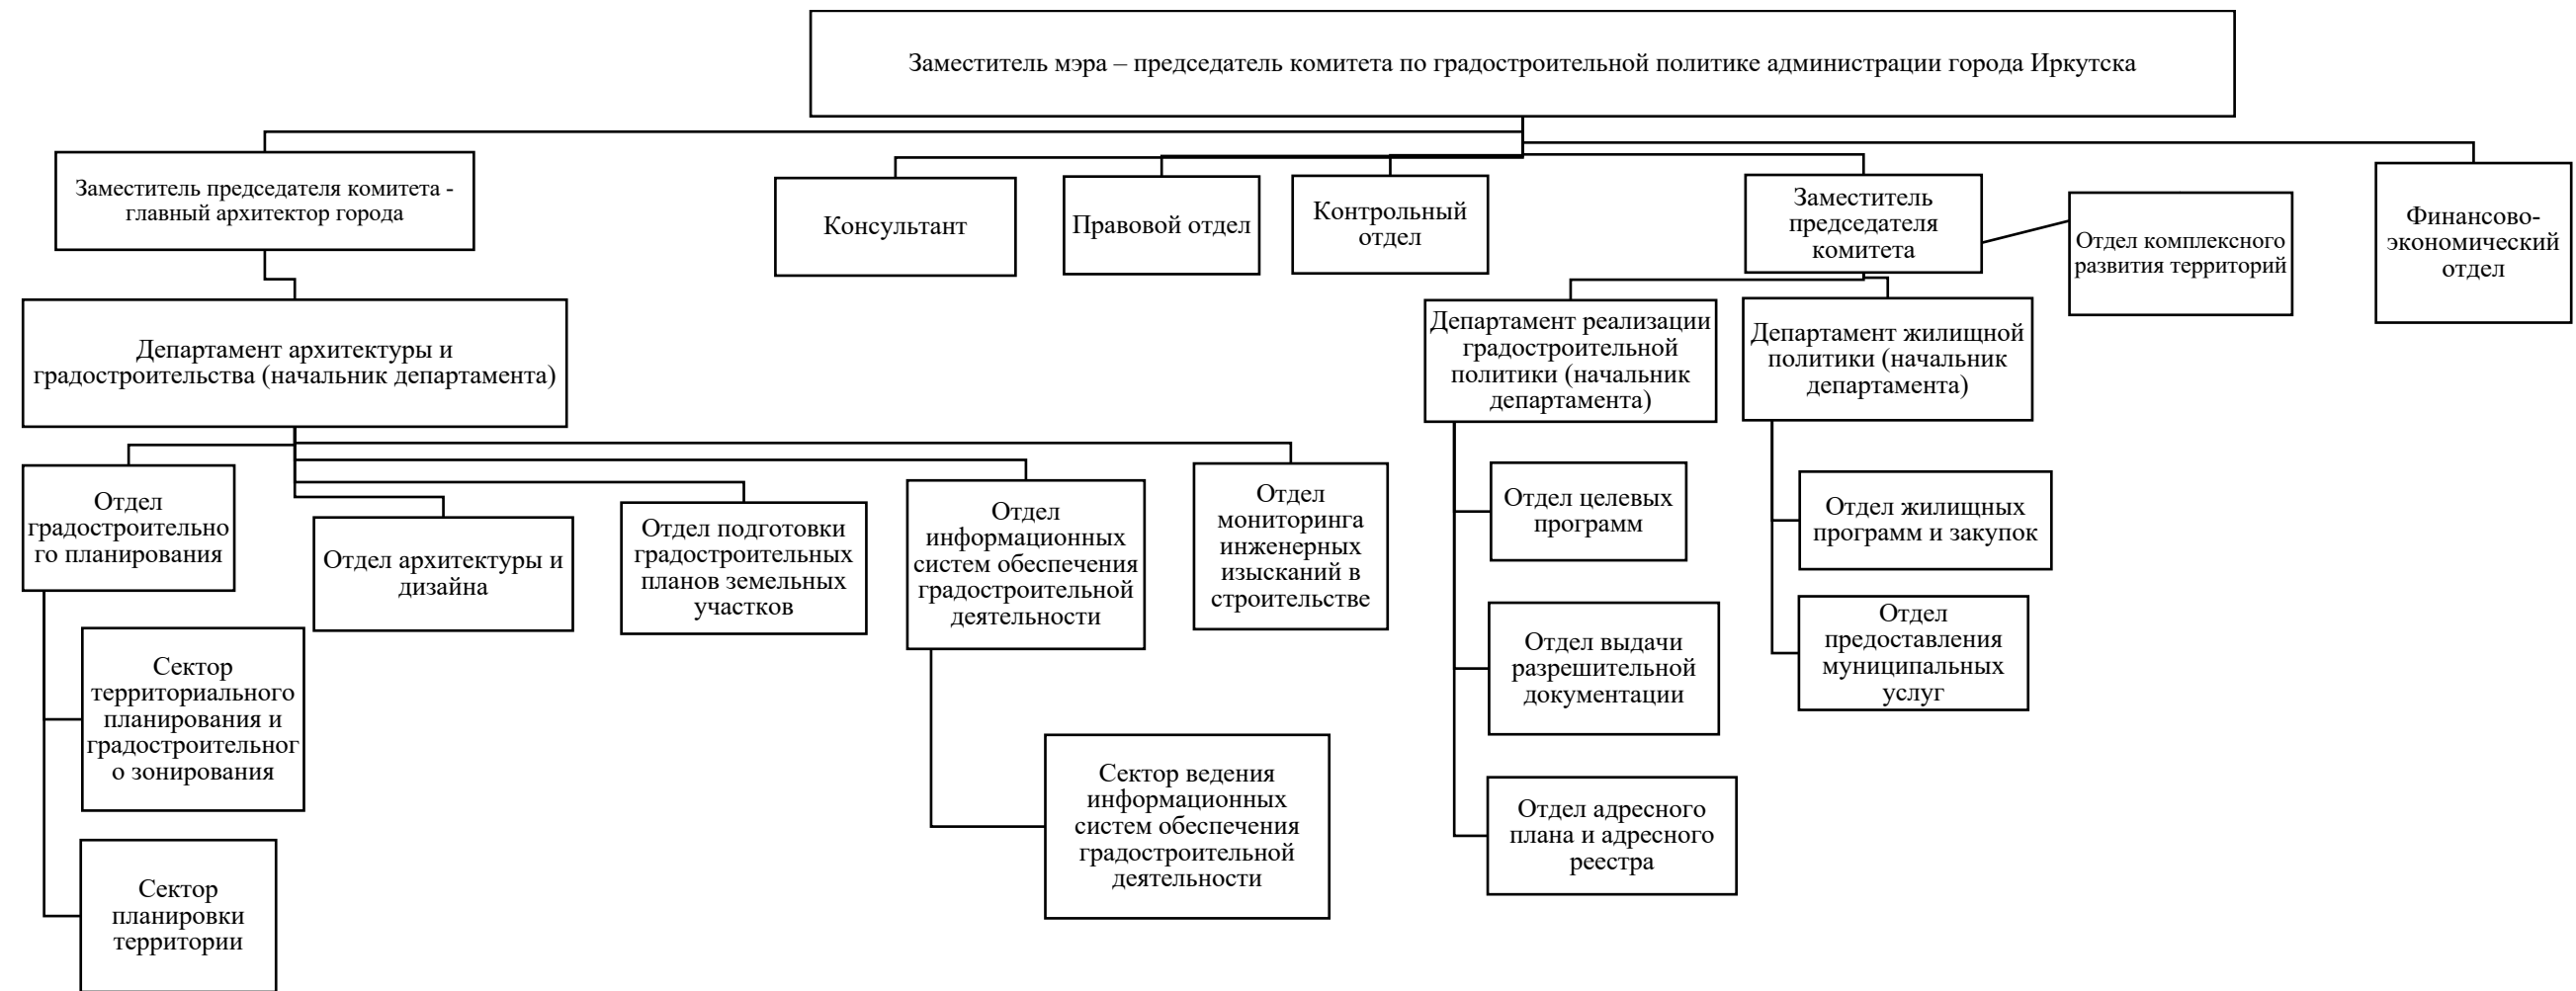 Заместитель мэра – председатель комитета по градостроительной политике администрации города Иркутска
Заместитель председателя комитета -
главный архитектор города
Консультант
Правовой отдел
Контрольный
отдел
Заместитель
председателя
комитета
Отдел комплексного
развития территорий
Финансово-
экономический
отдел
Департамент архитектуры и
градостроительства (начальник департамента)
Департамент реализации
градостроительной
политики (начальник
департамента)
Департамент жилищной
политики (начальник
департамента)
Отдел
градостроительно
го планирования
Отдел архитектуры и
дизайна
Отдел подготовки
градостроительных
планов земельных
участков
Отдел
информационных
систем обеспечения
градостроительной
деятельности
Отдел
мониторинга
инженерных
изысканий в
строительстве
Отдел целевых
программ
Отдел жилищных
программ и закупок
Сектор
территориального
планирования и
градостроительног
о зонирования
Отдел выдачи
разрешительной
документации
Отдел
предоставления
муниципальных
услуг
Сектор ведения
информационных
систем обеспечения
градостроительной
деятельности
Отдел адресного
плана и адресного
реестра
Сектор
планировки
территории